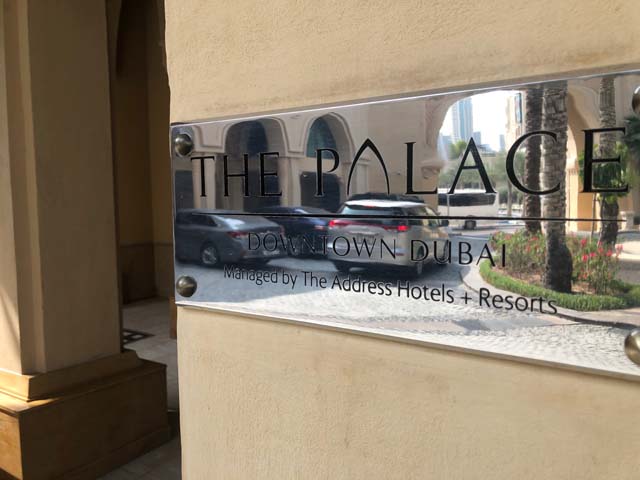 THE PALACE
DOWNTOWN DUBAI
Managed by The Address Hotels + Resorts